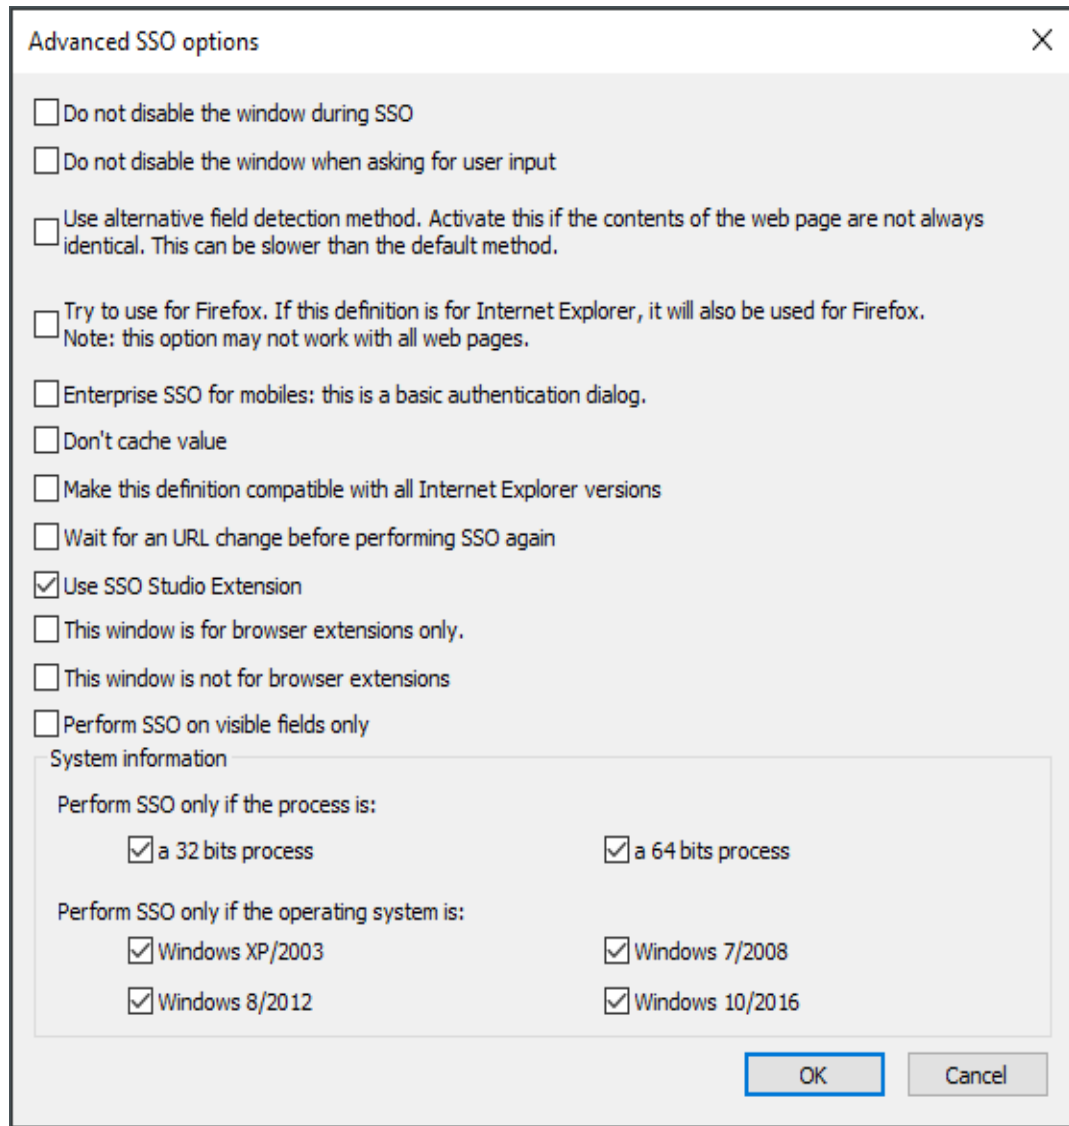 Advanced SSO options
Do not disable the window during SSO
Do not disable the window when asking for user input
Use alternative field detection method. Activate this if the contents of the web page are not always
identical. This can be slower than the default method.
Try to use for Firefox. If this definition is for Internet Explorer, it will also be used for Firefox.
Note: this option may not work with all web pages.
Enterprise SSO for mobiles: this is a basic authentication dialog.
Don't cache value
Make this definition compatible with all Internet Explorer versions
Wait for an URL change before performing SSO again
Use SSO Studio Extension
This window is for browser extensions only.
This window is not for browser extensions
Perform SSO on visible fields only
System information
Perform SSO only if the process is:
a 32 bits process a 64 bits process
Perform SSO only if the operating system is:
Windows XP/2003 Windows 7/2008
Windows 8/2012 Windows 10/2016
OK Cancel